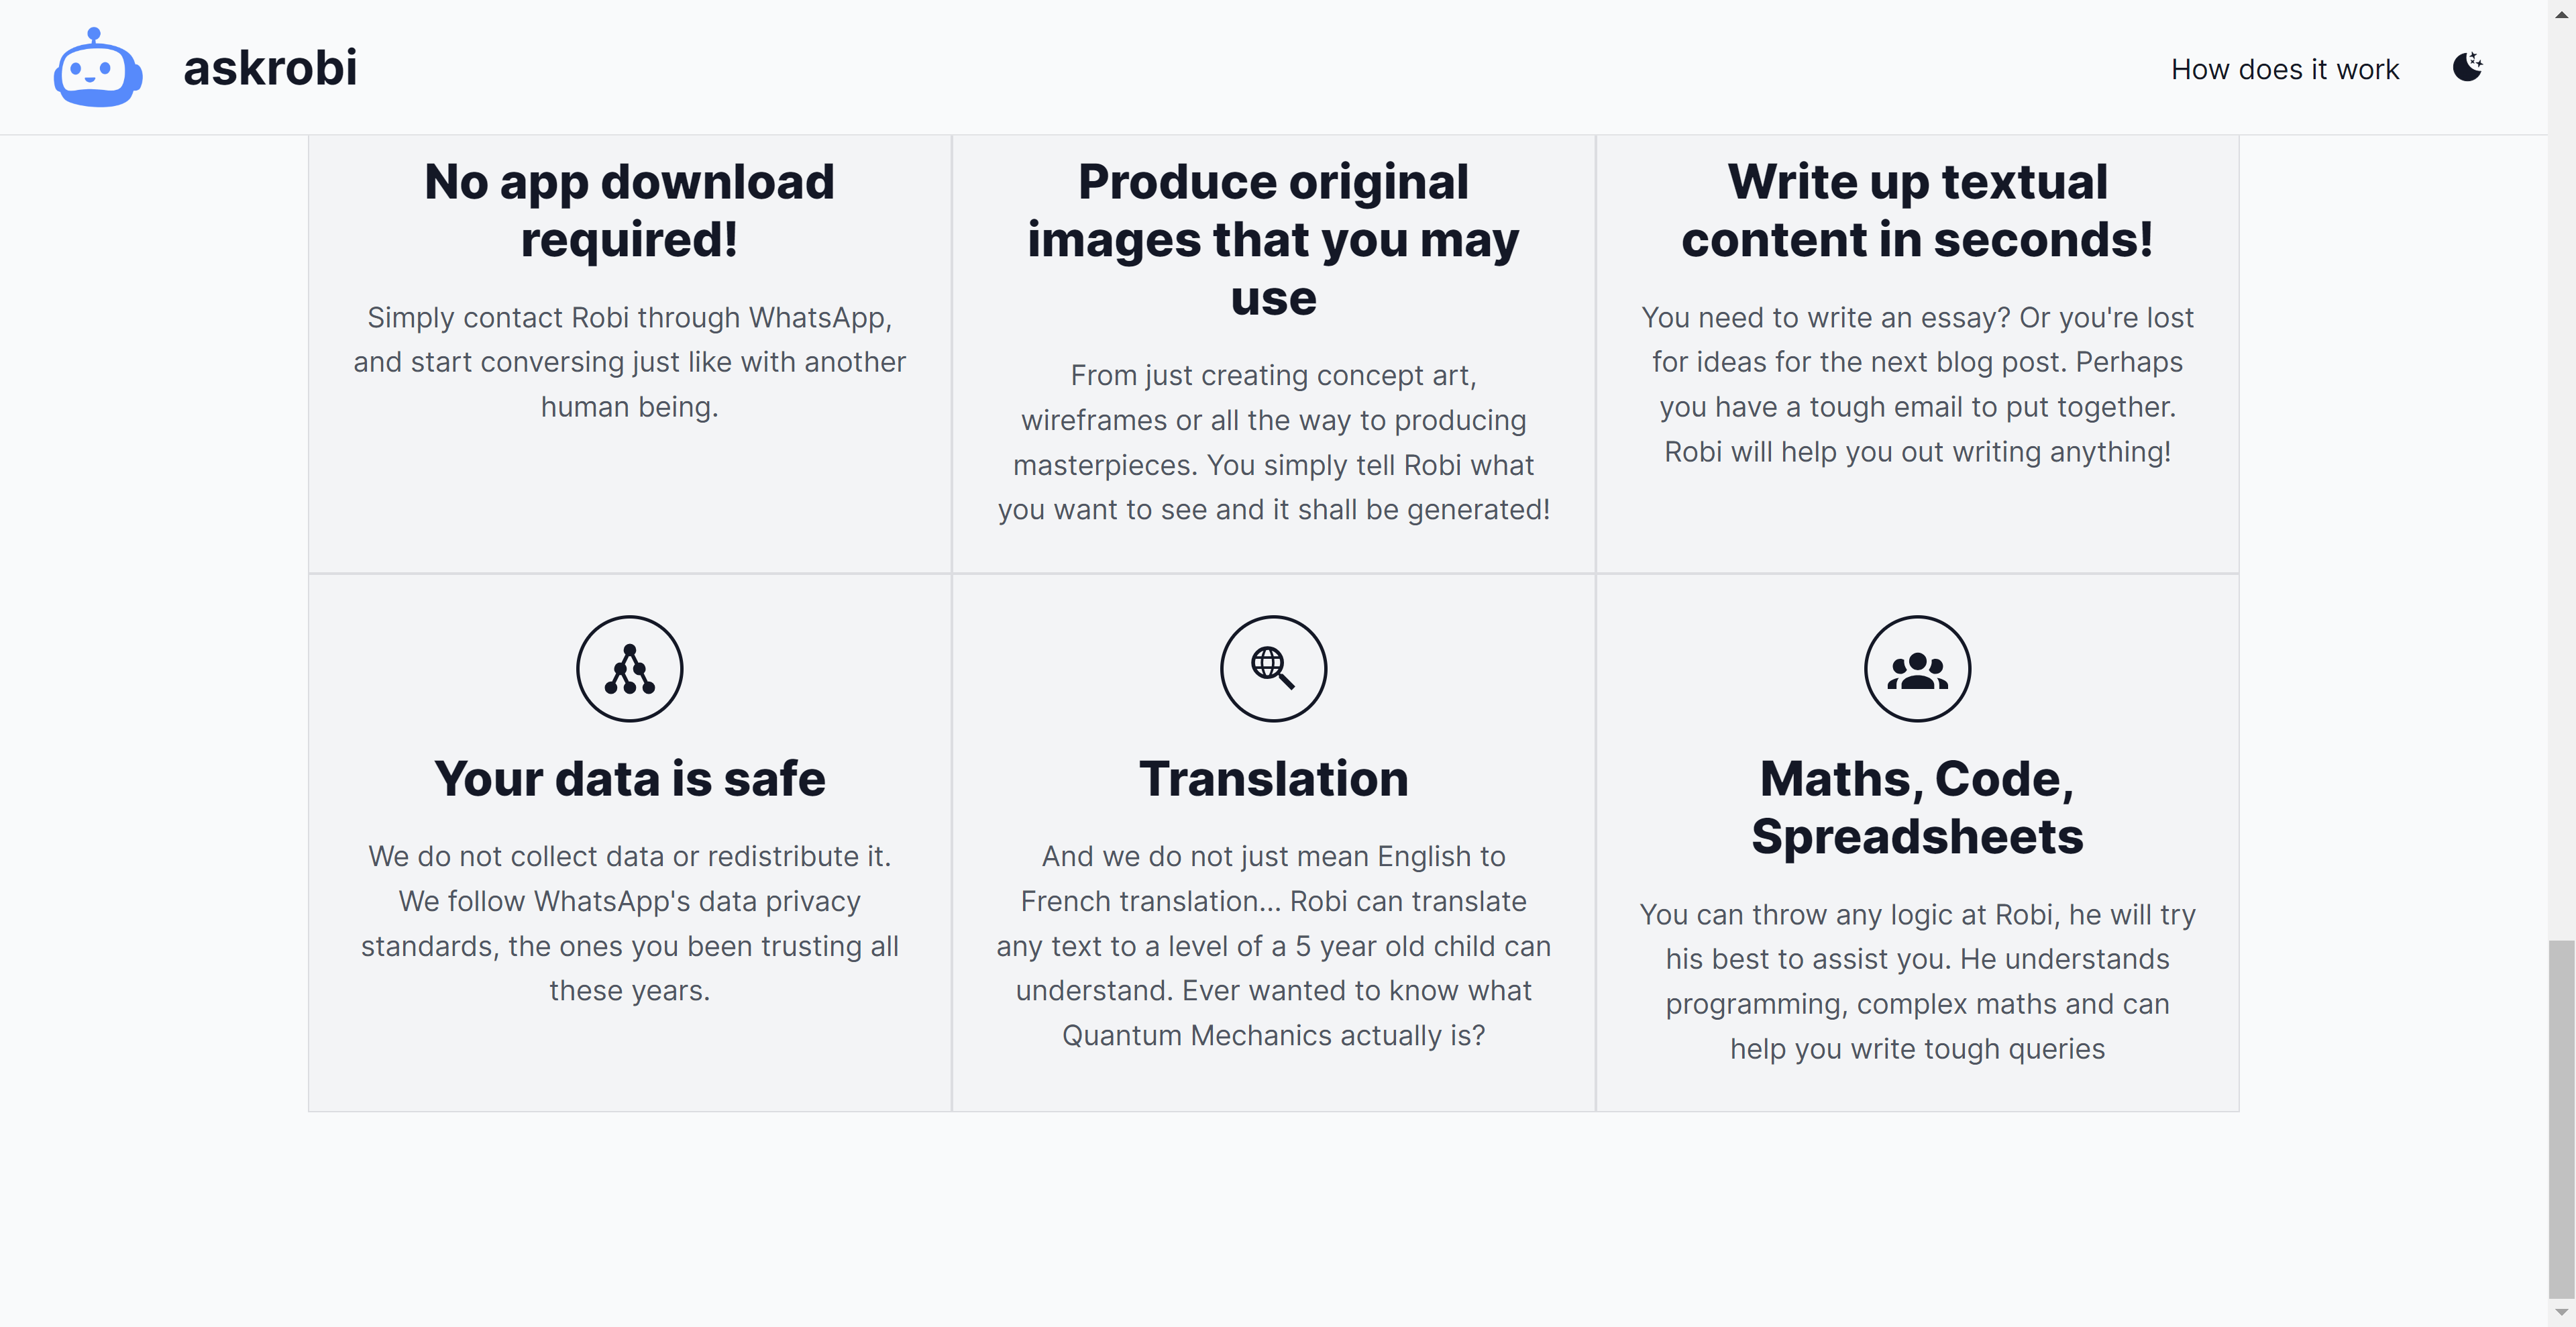 askrobi
How does it work
No app download
required!
Simply contact Robi through WhatsApp,
and start conversing just like with another
human being.
Produce original
images that you may
use
From just creating concept art,
wireframes or all the way to producing
masterpieces. You simply tell Robi what
you want to see and it shall be generated!
Write up textual
content in seconds!
You need to write an essay? Or you're lost
for ideas for the next blog post. Perhaps
you have a tough email to put together.
Robi will help you out writing anything!
Your data is safe
We do not collect data or redistribute it.
We follow WhatsApp's data privacy
standards, the ones you been trusting all
these years.
Translation
And we do not just mean English to
French translation... Robi can translate
any text to a level of a 5 year old child can
understand. Ever wanted to know what
Quantum Mechanics actually is?
Maths, Code,
Spreadsheets
You can throw any logic at Robi, he will try
his best to assist you. He understands
programming, complex maths and can
help you write tough queries